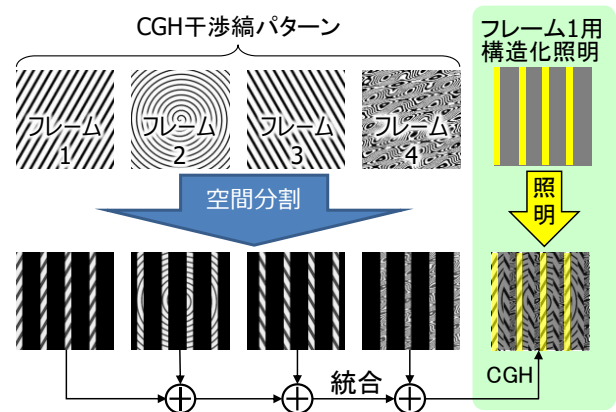 CGH干渉縞パターン
フレーム1用
構造化照明
フレーム
1
フレーム
2
フレーム
3
フレーム
4
空間分割
照
明
統合
CGH